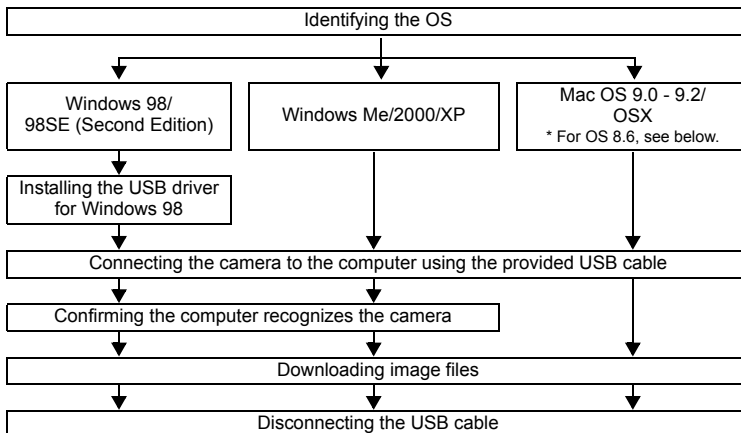 Identifying the OS
Windows 98/
98SE (Second Edition)
Windows Me/2000/XP
Mac OS 9.0 - 9.2/
OSX
* For OS 8.6, see below.
Installing the USB driver
for Windows 98
Connecting the camera to the computer using the provided USB cable
Confirming the computer recognizes the camera
Downloading image files
Disconnecting the USB cable